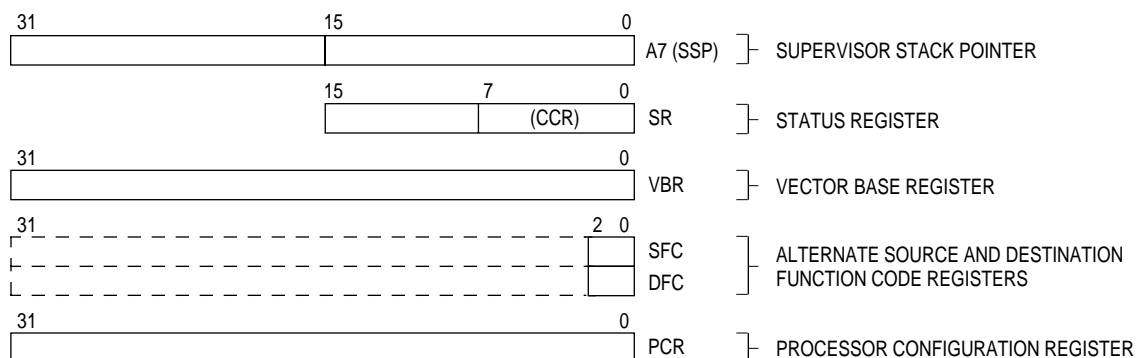 31 15 0
A7 (SSP) SUPERVISOR STACK POINTER
15 7 0
(CCR) SR STATUS REGISTER
31 0
VBR VECTOR BASE REGISTER
31 2 0
SFC ALTERNATE SOURCE AND DESTINATION
DFC FUNCTION CODE REGISTERS
31 0
PCR PROCESSOR CONFIGURATION REGISTER